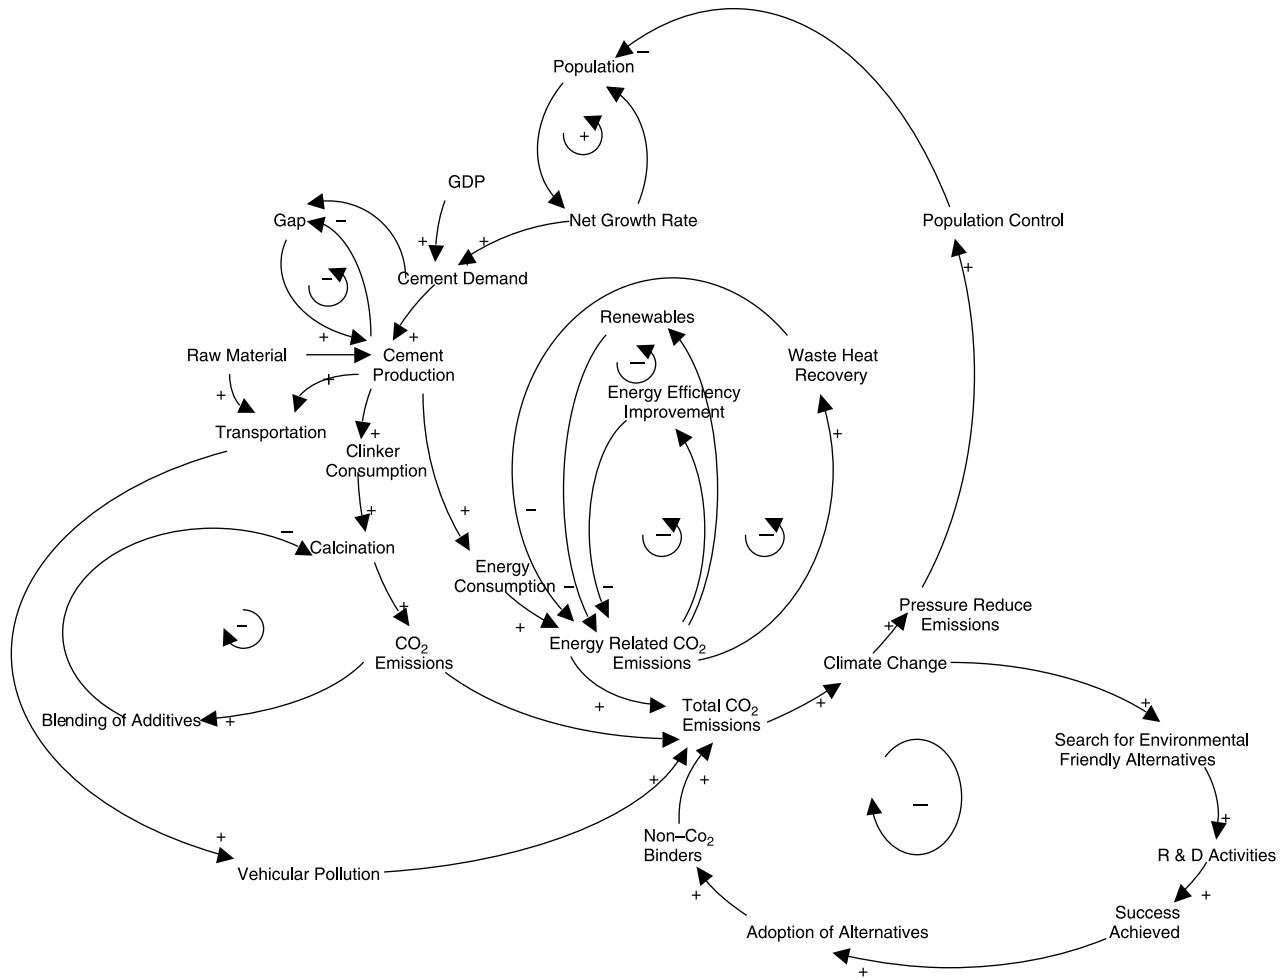 Population
−
+
GDP
Gap
−
Net Growth Rate
Population Control
+
+
+
−
Cement Demand
Renewables
+
+
Raw Material
Cement
Production
−
Waste Heat
Recovery
+
+
Energy Efficiency
Improvement
Transportation
+
+
Clinker
Consumption
+
+
−
−
Calcination
−
−
Energy
Consumption
−
−
+
+
−
CO2
Emissions
Energy Related CO2
Emissions
Pressure Reduce
Emissions
+
Climate Change
Blending of Additives
+
+
Total CO2
Emissions
+
+
Search for Environmental
Friendly Alternatives
+
+
−
+
+
Non−Co2
Binders
R & D Activities
Vehicular Pollution
+
+
Success
Achieved
Adoption of Alternatives
+